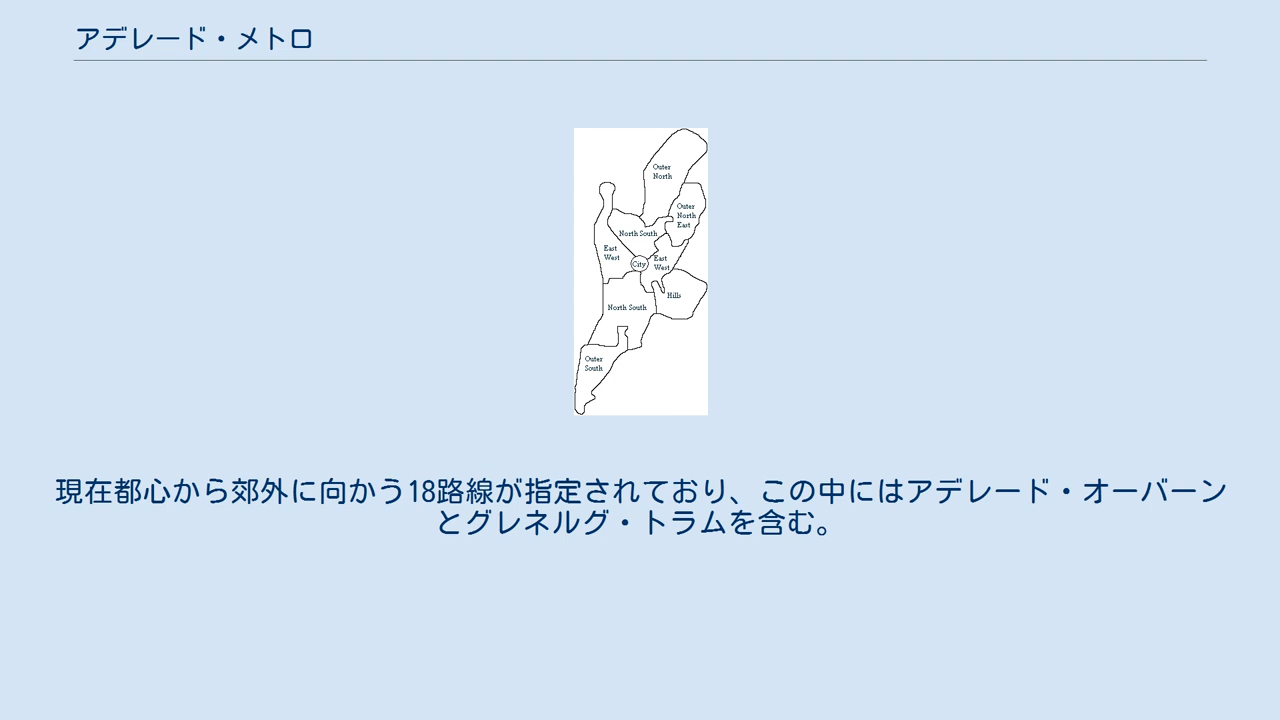 アデレード・メトロ
Outer
North
Outer
North
East
North South
East
West
City
East
West
Hills
North South
Outer
South
現在都心から郊外に向かう18路線が指定されており、この中にはアデレード・オーバーン
とグレネルグ・トラムを含む。